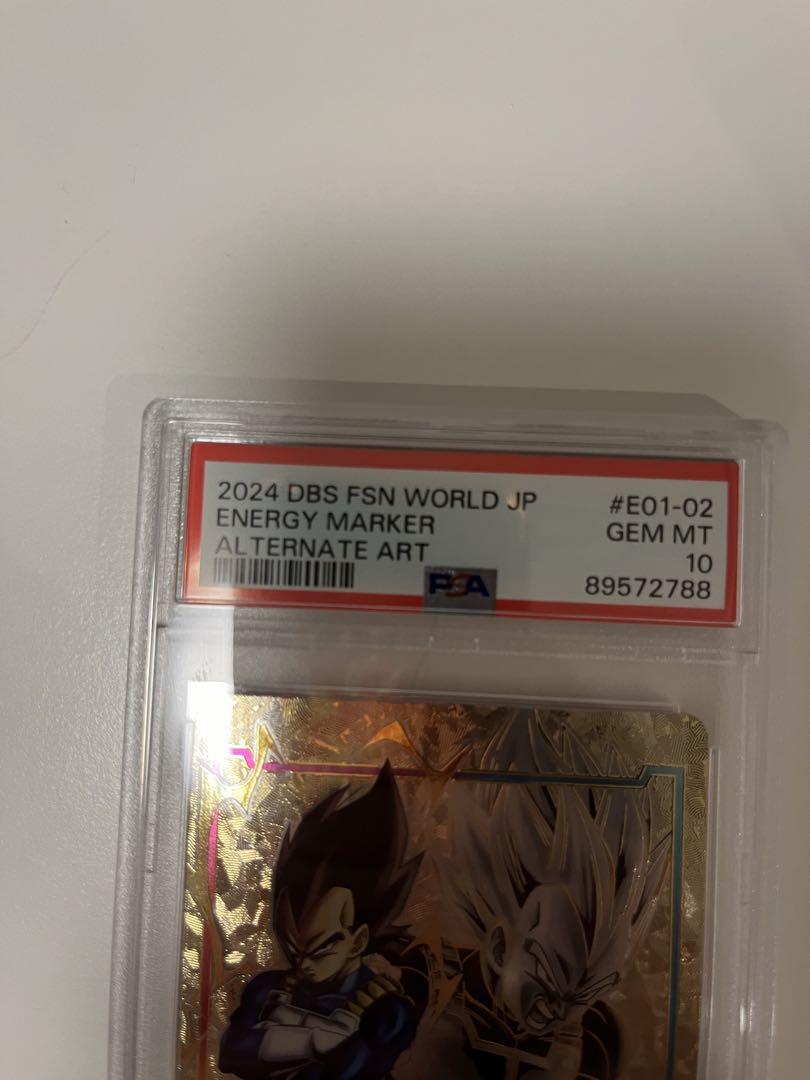 2024 DBS FSN WORLD JP #E01-02
ENERGY MARKER GEM MT
ALTERNATE ART 10
PSA 89572788